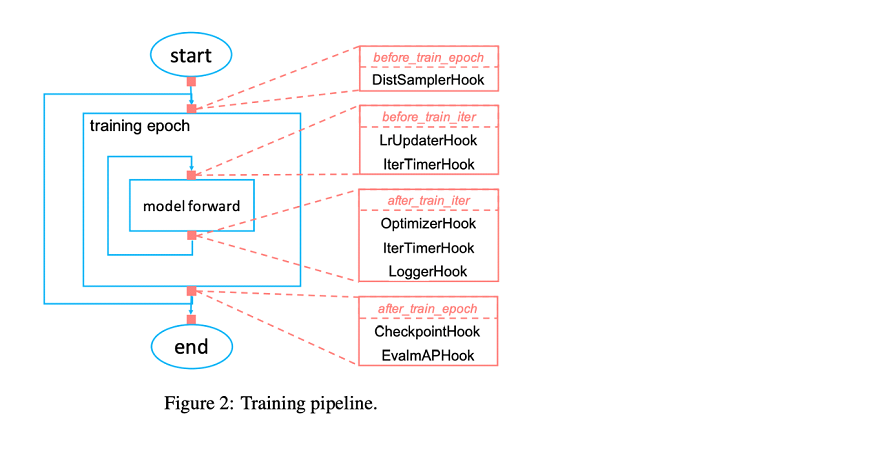 start
training epoch
model forward
end
before_train_epoch
DistSamplerHook
before_train_iter
LrUpdaterHook
IterTimerHook
after_train_iter
OptimizerHook
IterTimerHook
LoggerHook
after_train_epoch
CheckpointHook
EvalmAPHook
Figure 2: Training pipeline.